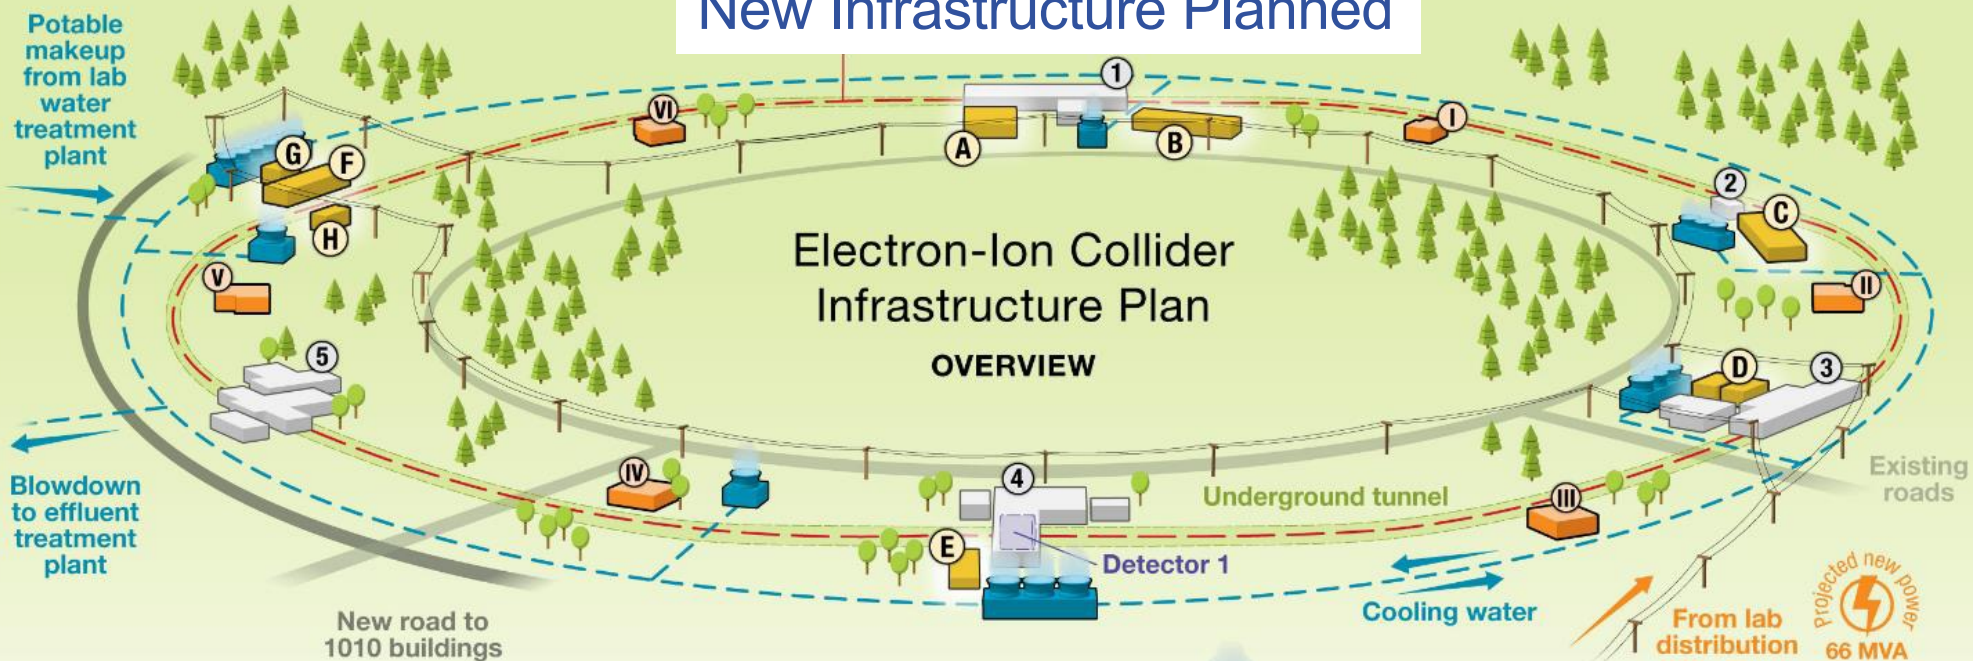 New Infrastructure Planned
Potable
makeup
from lab
water
treatment
plant
1
VI
A
B
I
G
F
H
2
C
V
II
Electron-Ion Collider
Infrastructure Plan
OVERVIEW
5
D
3
Blowdown
to effluent
treatment
plant
IV
4
Underground tunnel
III
Existing
roads
E
Detector 1
Cooling water
New road to
1010 buildings
From lab
distribution
Projected new power
66 MVA